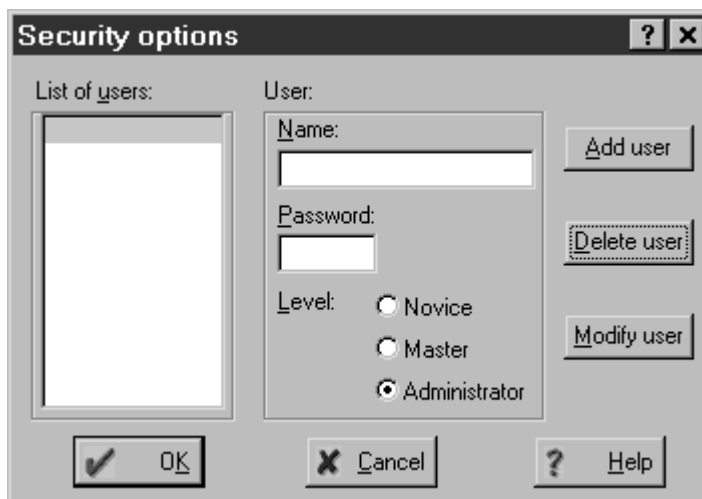 Security options
? ×
List of users:
User:
Name:
Add user
Password:
Delete user
Level:
Novice
Master
Modify user
Administrator
OK
Cancel
? Help